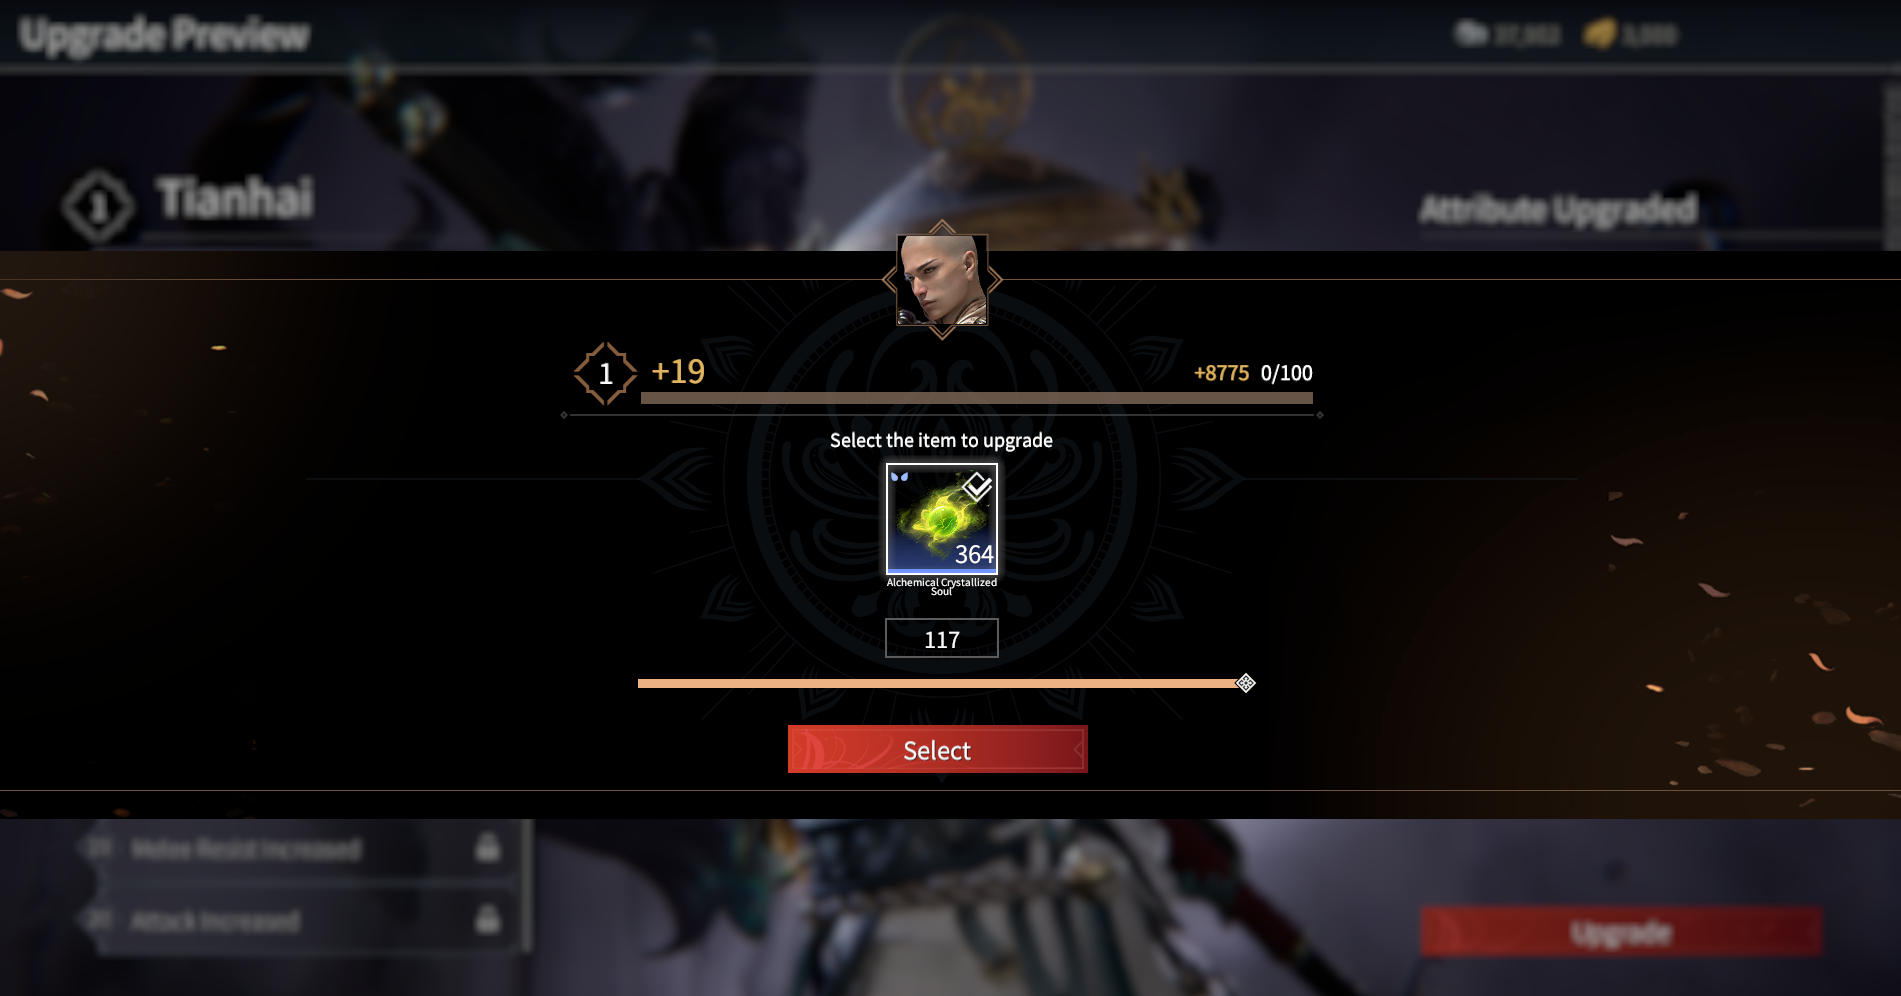 Upgrade Preview
1
Tianhai
Attribute Upgraded
1
+19
+8775 0/100
Select the item to upgrade
364
Alchemical Crystallized
Soul
117
Select
Melee Resist Increased
Attack Increased
Upgrade